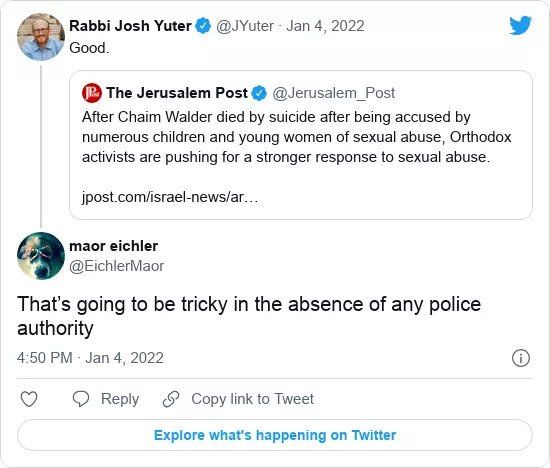 Rabbi Josh Yuter @JYuter · Jan 4, 2022
Good.
The Jerusalem Post @Jerusalem_Post
After Chaim Walder died by suicide after being accused by
numerous children and young women of sexual abuse, Orthodox
activists are pushing for a stronger response to sexual abuse.
jpost.com/israel-news/ar…
maor eichler
@EichlerMaor
That’s going to be tricky in the absence of any police
authority
4:50 PM · Jan 4, 2022
Reply Copy link to Tweet
Explore what's happening on Twitter